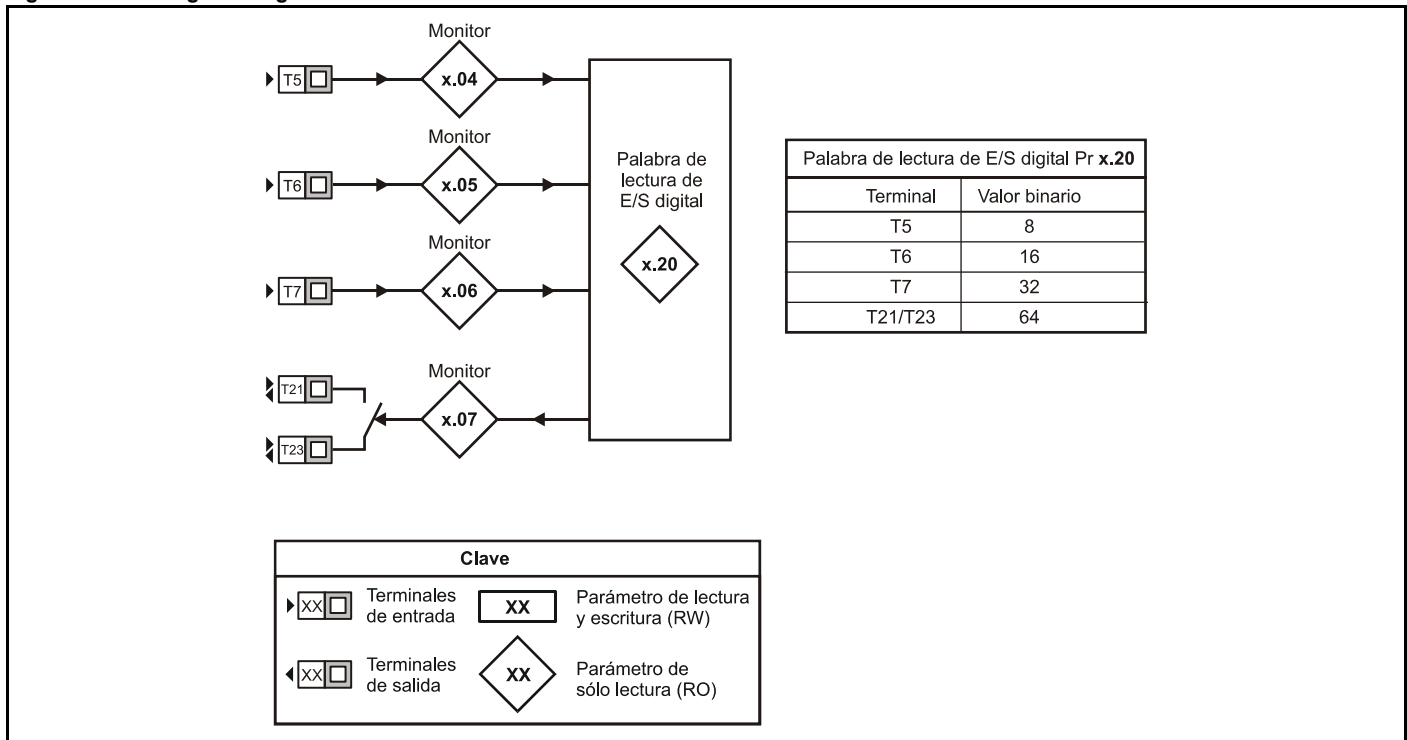 Monitor
T5
x.04
Monitor
T6
x.05
Monitor
T7
x.06
Monitor
T21
x.07
T23
Palabra de
lectura de
E/S digital
x.20
Palabra de lectura de E/S digital Pr x.20
Terminal Valor binario
T5 8
T6 16
T7 32
T21/T23 64
Clave
XX
Terminales
de entrada
XX
Parámetro de lectura
y escritura (RW)
XX
Terminales
de salida
XX
Parámetro de
sólo lectura (RO)